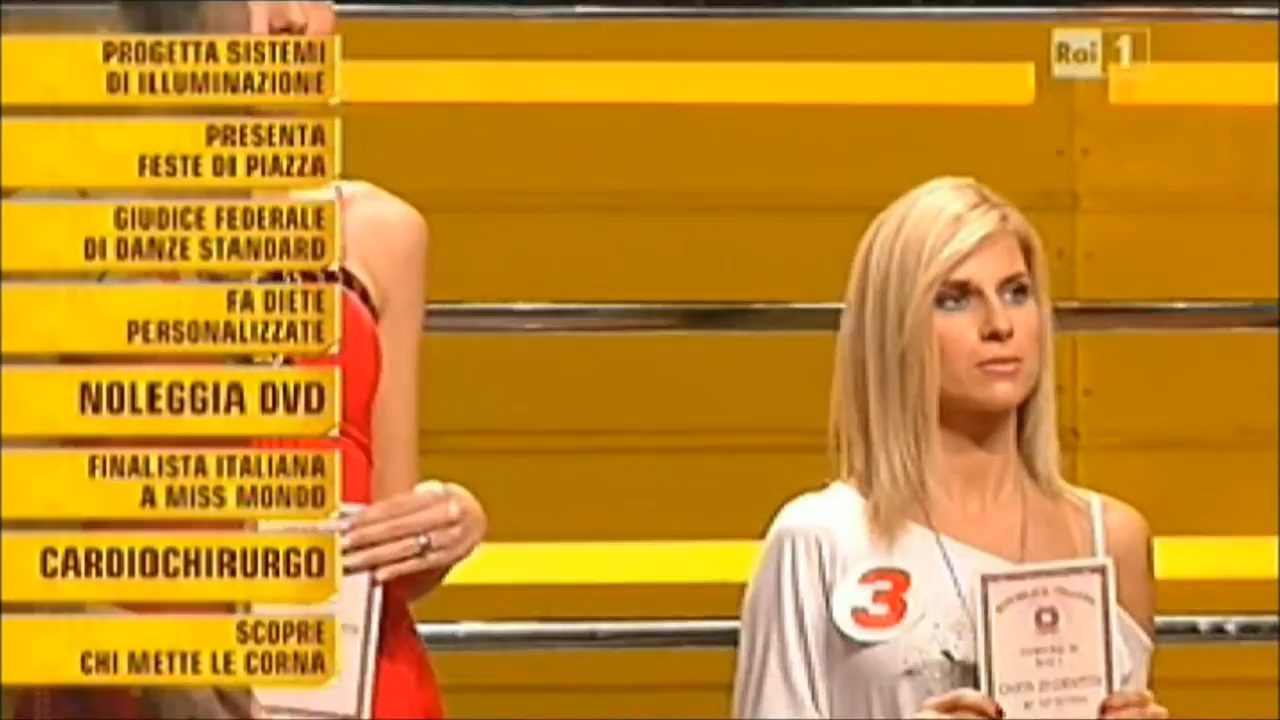 PROGETTA SISTEMI
DI ILLUMINAZIONE
PRESENTA
FESTE DI PIAZZA
GIUDICE FEDERALE
DI DANZE STANDARD
FA DIETE
PERSONALIZZATE
NOLEGGIA DVD
FINALISTA ITALIANA
A MISS MONDO
CARDIOCHIRURGO
SCOPRE
CHI METTE LE CORNA
Rai 1
3